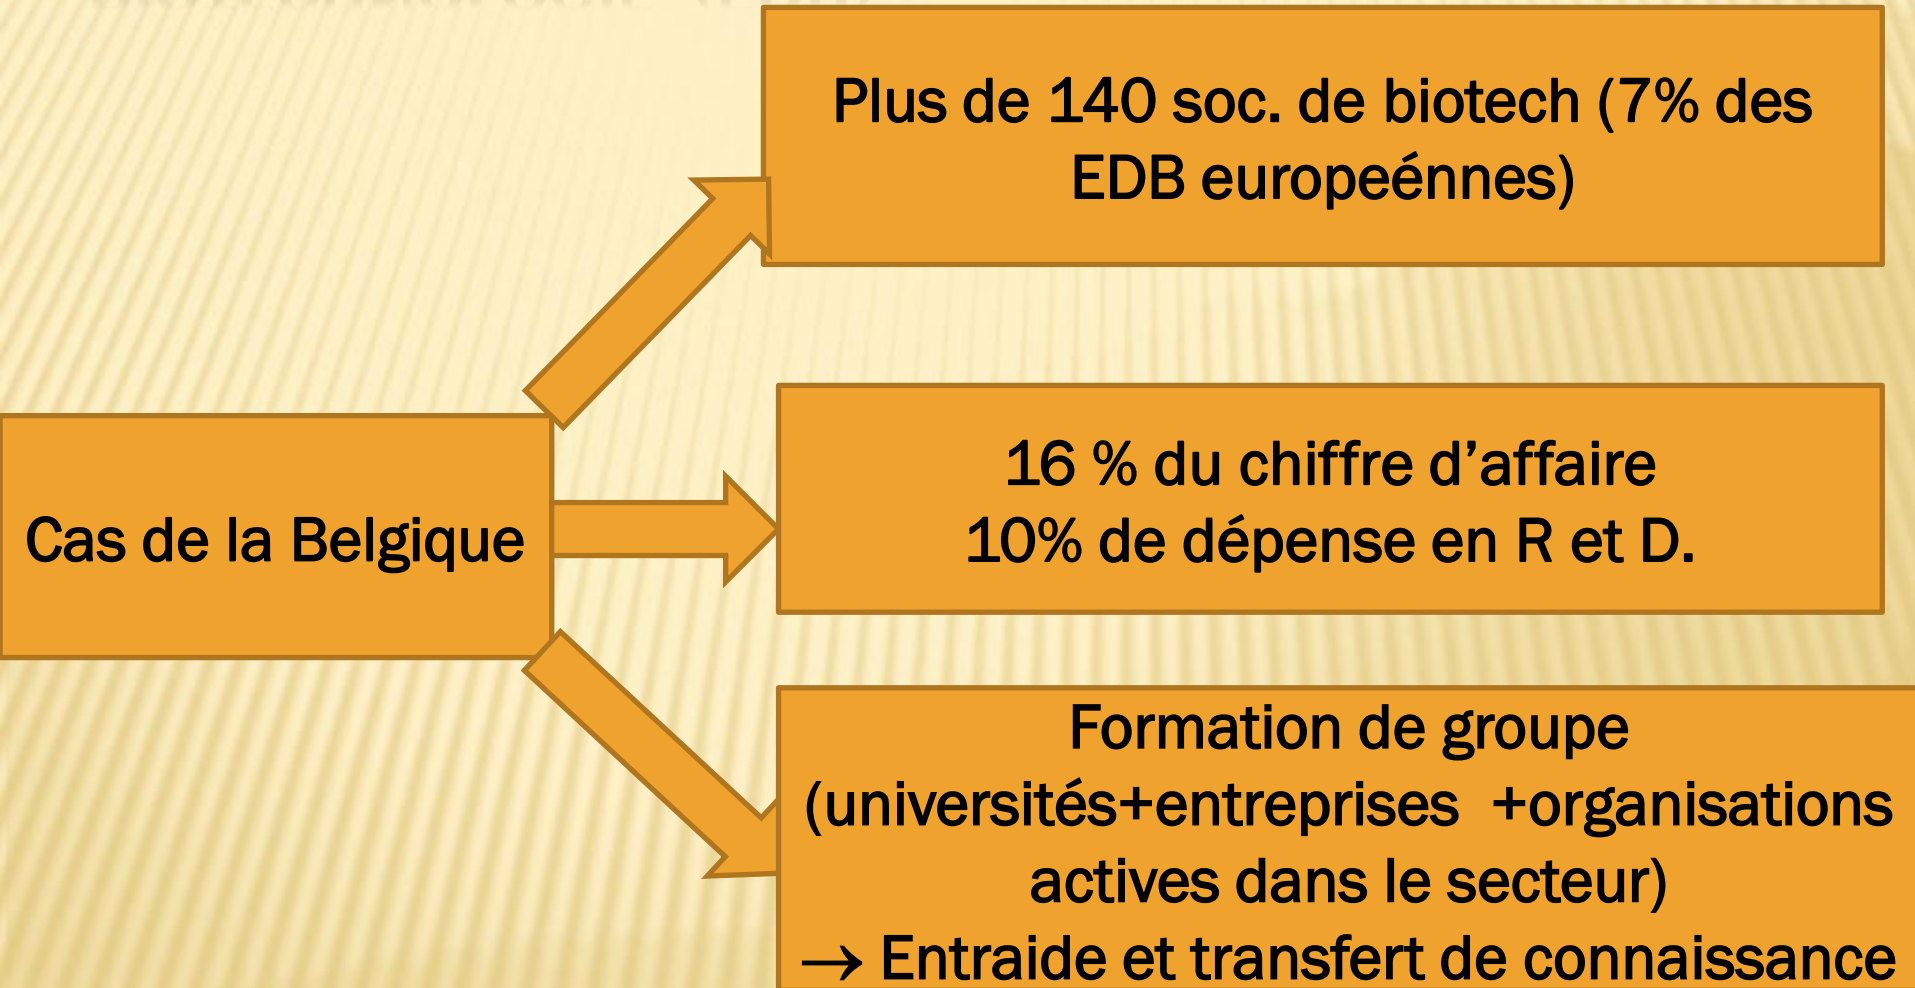 Plus de 140 soc. de biotech (7% des
EDB europeénnes)
Cas de la Belgique
16 % du chiffre d’affaire
10% de dépense en R et D.
Formation de groupe
(universités+entreprises +organisations
actives dans le secteur)
→ Entraide et transfert de connaissance